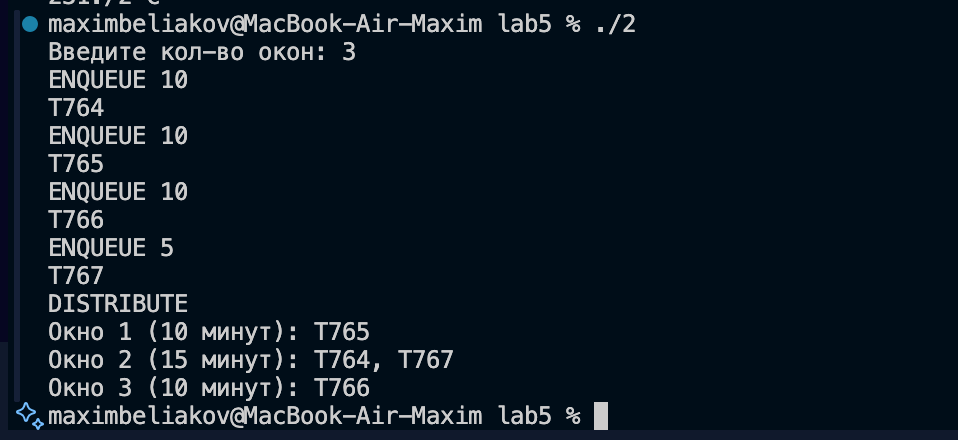 maximbeliakov@MacBook-Air-Maxim lab5 % ./2
Введите кол-во окон: 3
ENQUEUE 10
T764
ENQUEUE 10
T765
ENQUEUE 10
T766
ENQUEUE 5
T767
DISTRIBUTE
Окно 1 (10 минут): T765
Окно 2 (15 минут): T764, T767
Окно 3 (10 минут): T766
maximbeliakov@MacBook-Air-Maxim lab5 %